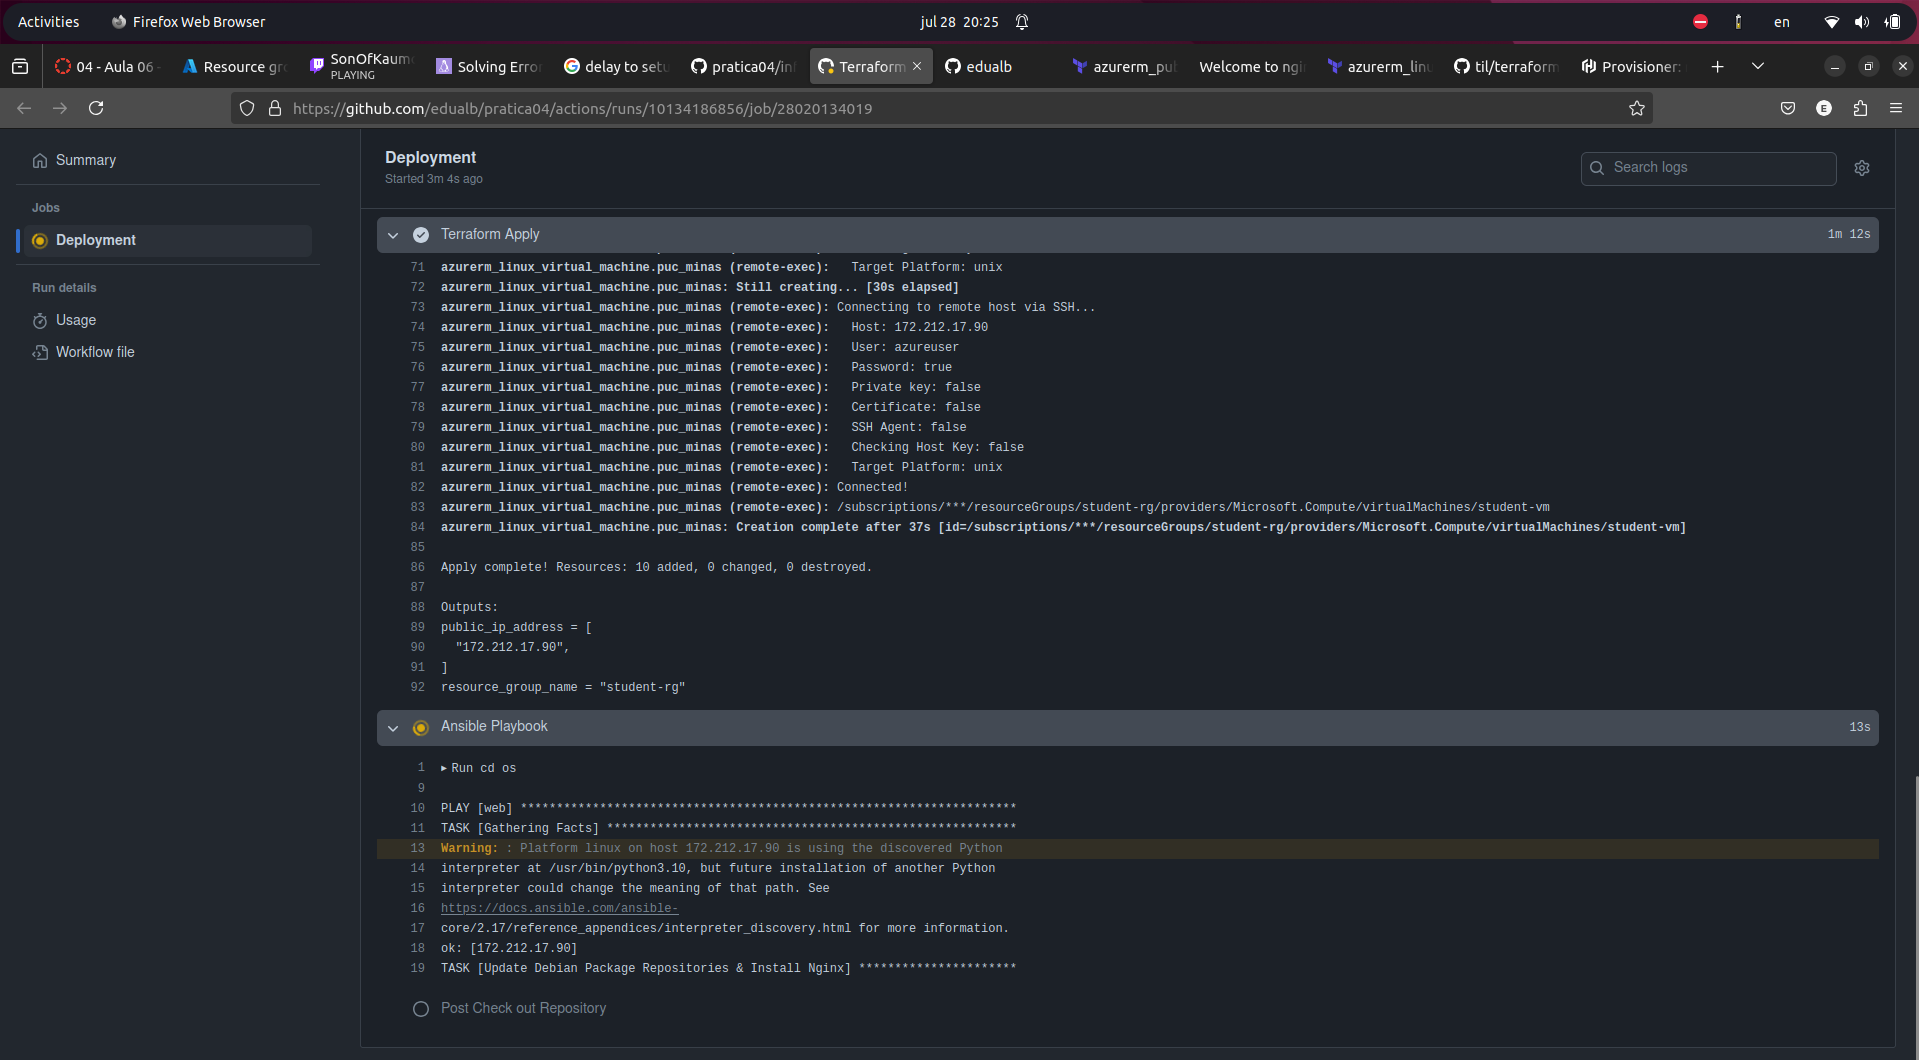 Activities
Firefox Web Browser
jul 28 20:25
en
04 - Aula 06
Resource gr
SonOfKaum
PLAYING
Solving Erro
delay to setu
pratica04/inf
Terraform
edualb
azurerm_pu
Welcome to ngi
azurerm_linu
til/terraform
Provisioner:
https://github.com/edualb/pratica04/actions/runs/10134186856/job/28020134019
E
Summary
Jobs
Deployment
Run details
Usage
Workflow file
Deployment
Started 3m 4s ago
Search logs
Terraform Apply
1m 12s
71 azurerm_linux_virtual_machine.puc_minas (remote-exec):   Target Platform: unix
72 azurerm_linux_virtual_machine.puc_minas: Still creating... [30s elapsed]
73 azurerm_linux_virtual_machine.puc_minas (remote-exec): Connecting to remote host via SSH...
74 azurerm_linux_virtual_machine.puc_minas (remote-exec):   Host: 172.212.17.90
75 azurerm_linux_virtual_machine.puc_minas (remote-exec):   User: azureuser
76 azurerm_linux_virtual_machine.puc_minas (remote-exec):   Password: true
77 azurerm_linux_virtual_machine.puc_minas (remote-exec):   Private key: false
78 azurerm_linux_virtual_machine.puc_minas (remote-exec):   Certificate: false
79 azurerm_linux_virtual_machine.puc_minas (remote-exec):   SSH Agent: false
80 azurerm_linux_virtual_machine.puc_minas (remote-exec):   Checking Host Key: false
81 azurerm_linux_virtual_machine.puc_minas (remote-exec):   Target Platform: unix
82 azurerm_linux_virtual_machine.puc_minas (remote-exec): Connected!
83 azurerm_linux_virtual_machine.puc_minas (remote-exec): /subscriptions/***/resourceGroups/student-rg/providers/Microsoft.Compute/virtualMachines/student-vm
84 azurerm_linux_virtual_machine.puc_minas: Creation complete after 37s [id=/subscriptions/***/resourceGroups/student-rg/providers/Microsoft.Compute/virtualMachines/student-vm]
85
86 Apply complete! Resources: 10 added, 0 changed, 0 destroyed.
87
88 Outputs:
89 public_ip_address = [
90   "172.212.17.90",
91 ]
92 resource_group_name = "student-rg"
Ansible Playbook
13s
1 Run cd os
9
10 PLAY [web] *********************************************************************
11 TASK [Gathering Facts] *********************************************************
13 Warning: : Platform linux on host 172.212.17.90 is using the discovered Python
14 interpreter at /usr/bin/python3.10, but future installation of another Python
15 interpreter could change the meaning of that path. See
16 https://docs.ansible.com/ansible-
17 core/2.17/reference_appendices/interpreter_discovery.html for more information.
18 ok: [172.212.17.90]
19 TASK [Update Debian Package Repositories & Install Nginx] **********************
Post Check out Repository